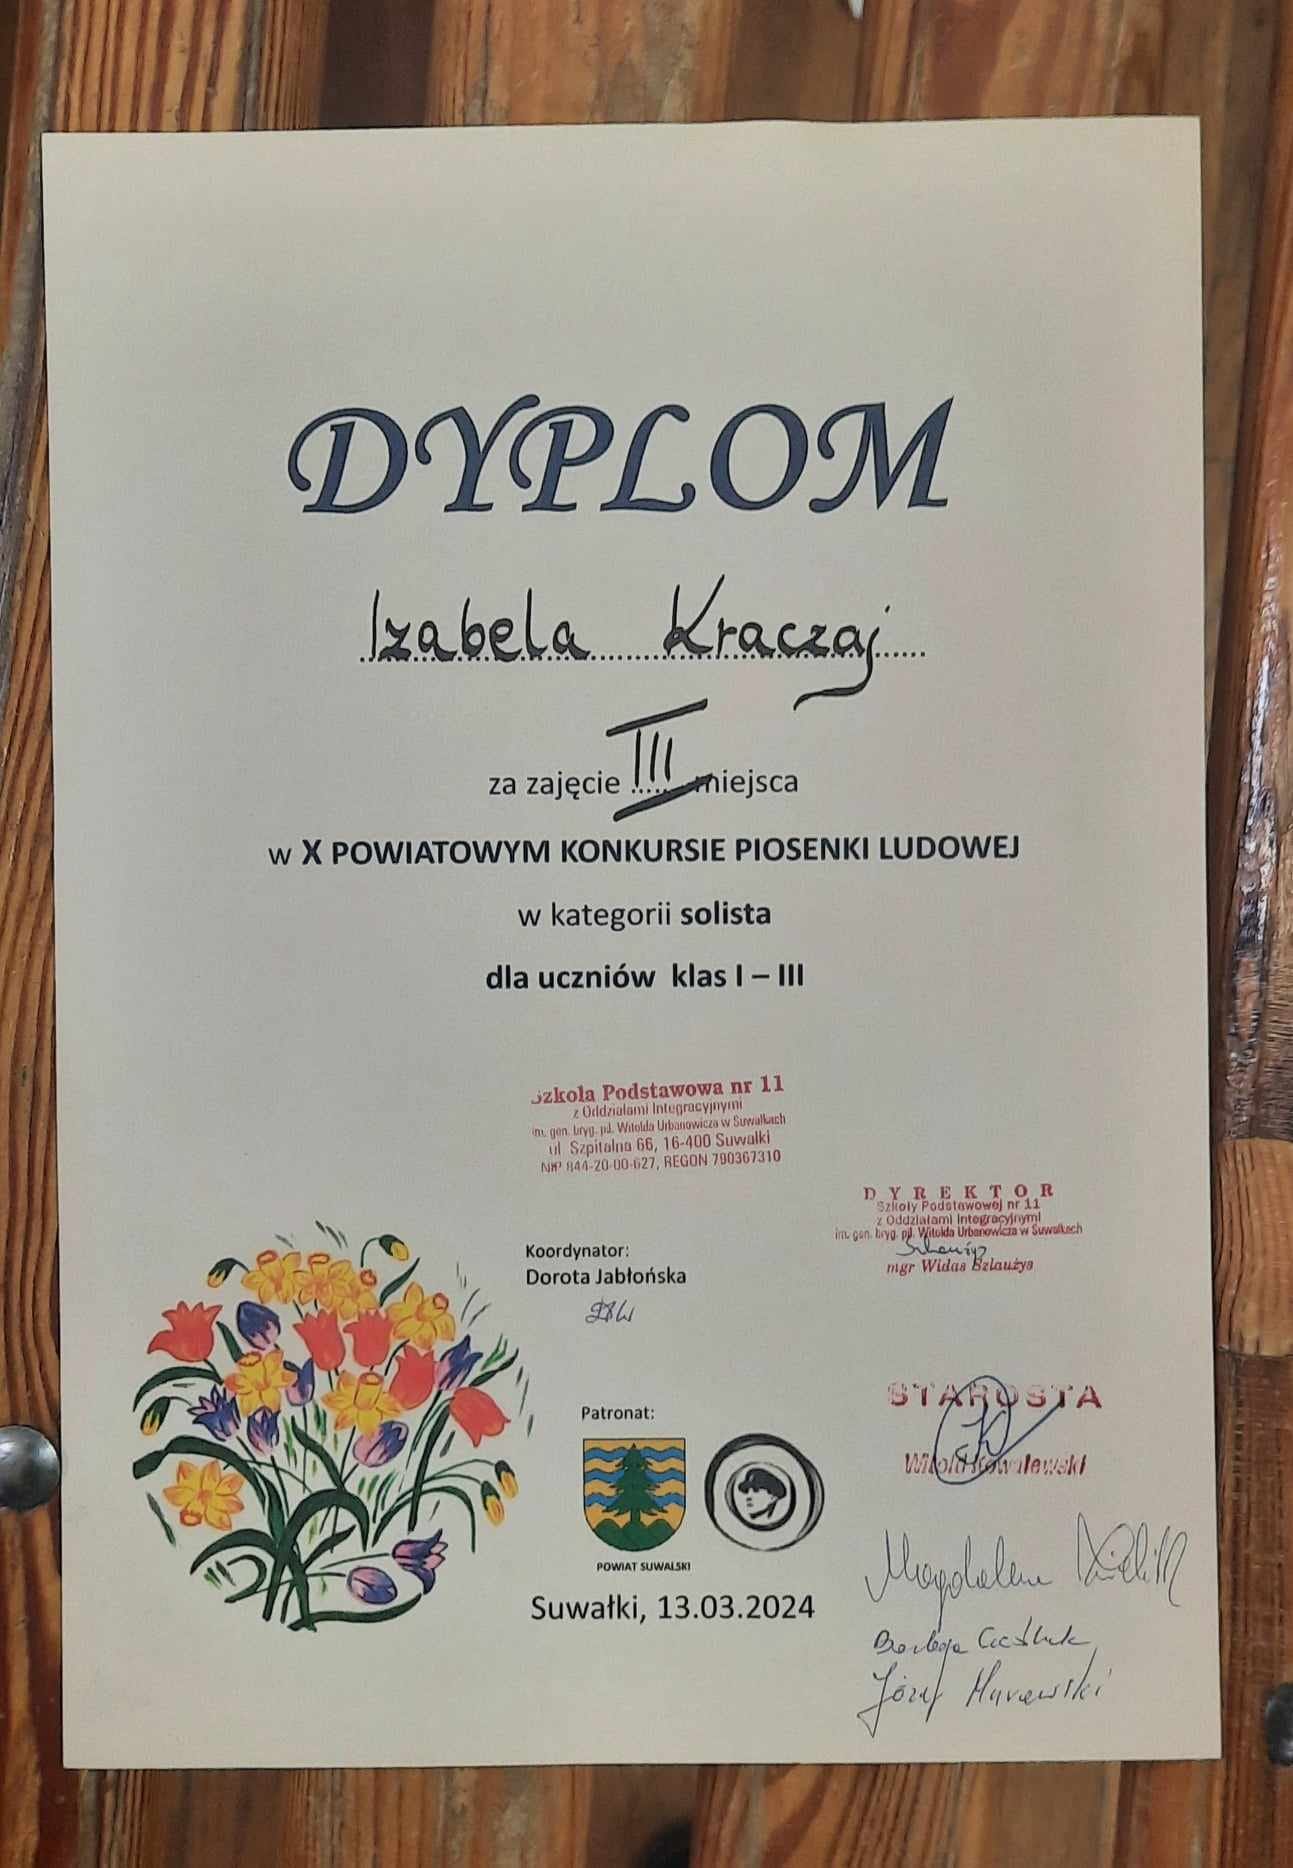 DYPLOM
Izabela Kraczaj
za zajęcie III miejsca
w X POWIATOWYM KONKURSIE PIOSENKI LUDOWEJ
w kategorii solista
dla uczniów klas I – III
Szkoła Podstawowa nr 11
z Oddziałami Integracyjnymi
im. gen. bryg. pil. Witolda Urbanowicza w Suwałkach
ul. Szpitalna 66, 16-400 Suwałki
NIP 844-20-00-627, REGON 790367310
DYREKTOR
Szkoły Podstawowej nr 11
z Oddziałami Integracyjnymi
im. gen. bryg. pil. Witolda Urbanowicza w Suwałkach
mgr Widas Szlaużys
Koordynator:
Dorota Jabłońska
Patronat:
STAROSTA
Witold Kowalewski
POWIAT SUWALSKI
Suwałki, 13.03.2024
Magdalena
Józef Murawski